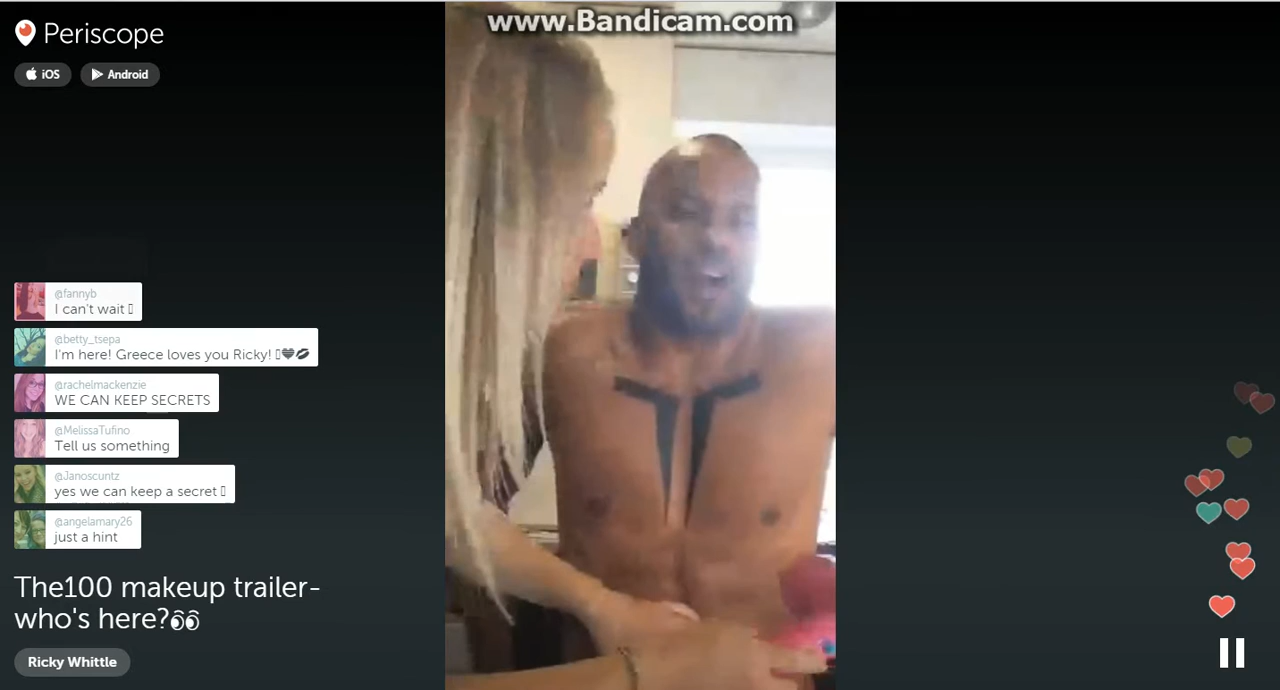 www.Bandicam.com
Periscope
iOS
Android
@fannyb
I can't wait
@betty_tsepa
I'm here! Greece loves you Ricky! 🖤💋
@rachelmackenzie
WE CAN KEEP SECRETS
@MelissaTufino
Tell us something
@Janoscuntz
yes we can keep a secret
@angelamary26
just a hint
The100 makeup trailer-
who's here?👀
Ricky Whittle